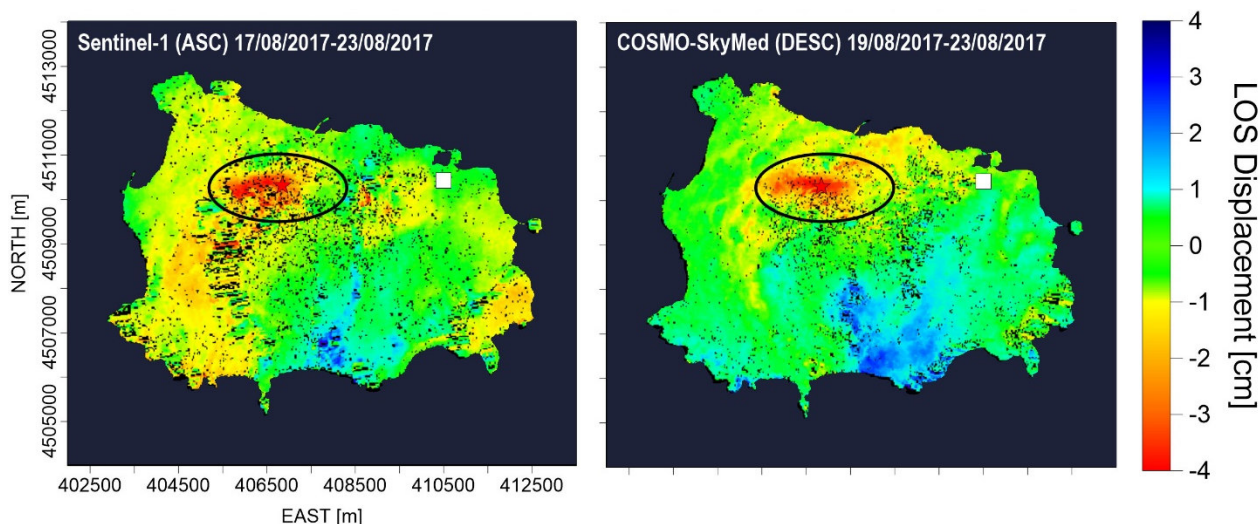 Sentinel-1 (ASC) 17/08/2017-23/08/2017
COSMO-SkyMed (DESC) 19/08/2017-23/08/2017
NORTH [m]
4513000
4511000
4509000
4507000
4505000
402500 404500 406500 408500 410500 412500
EAST [m]
4
3
2
1
0
-1
-2
-3
-4
LOS Displacement [cm]